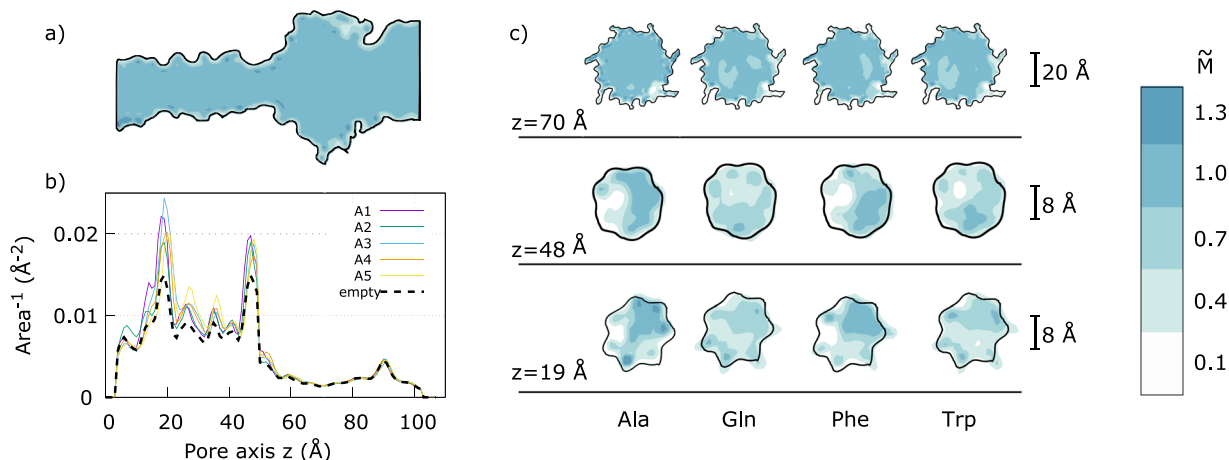 a)
b)
Area⁻¹ (Å⁻²)
0.02
0.01
0
A1
A2
A3
A4
A5
empty
0 20 40 60 80 100
Pore axis z (Å)
c)
z=70 Å
20 Å
z=48 Å
8 Å
z=19 Å
8 Å
Ala Gln Phe Trp
M̃
1.3
1.0
0.7
0.4
0.1